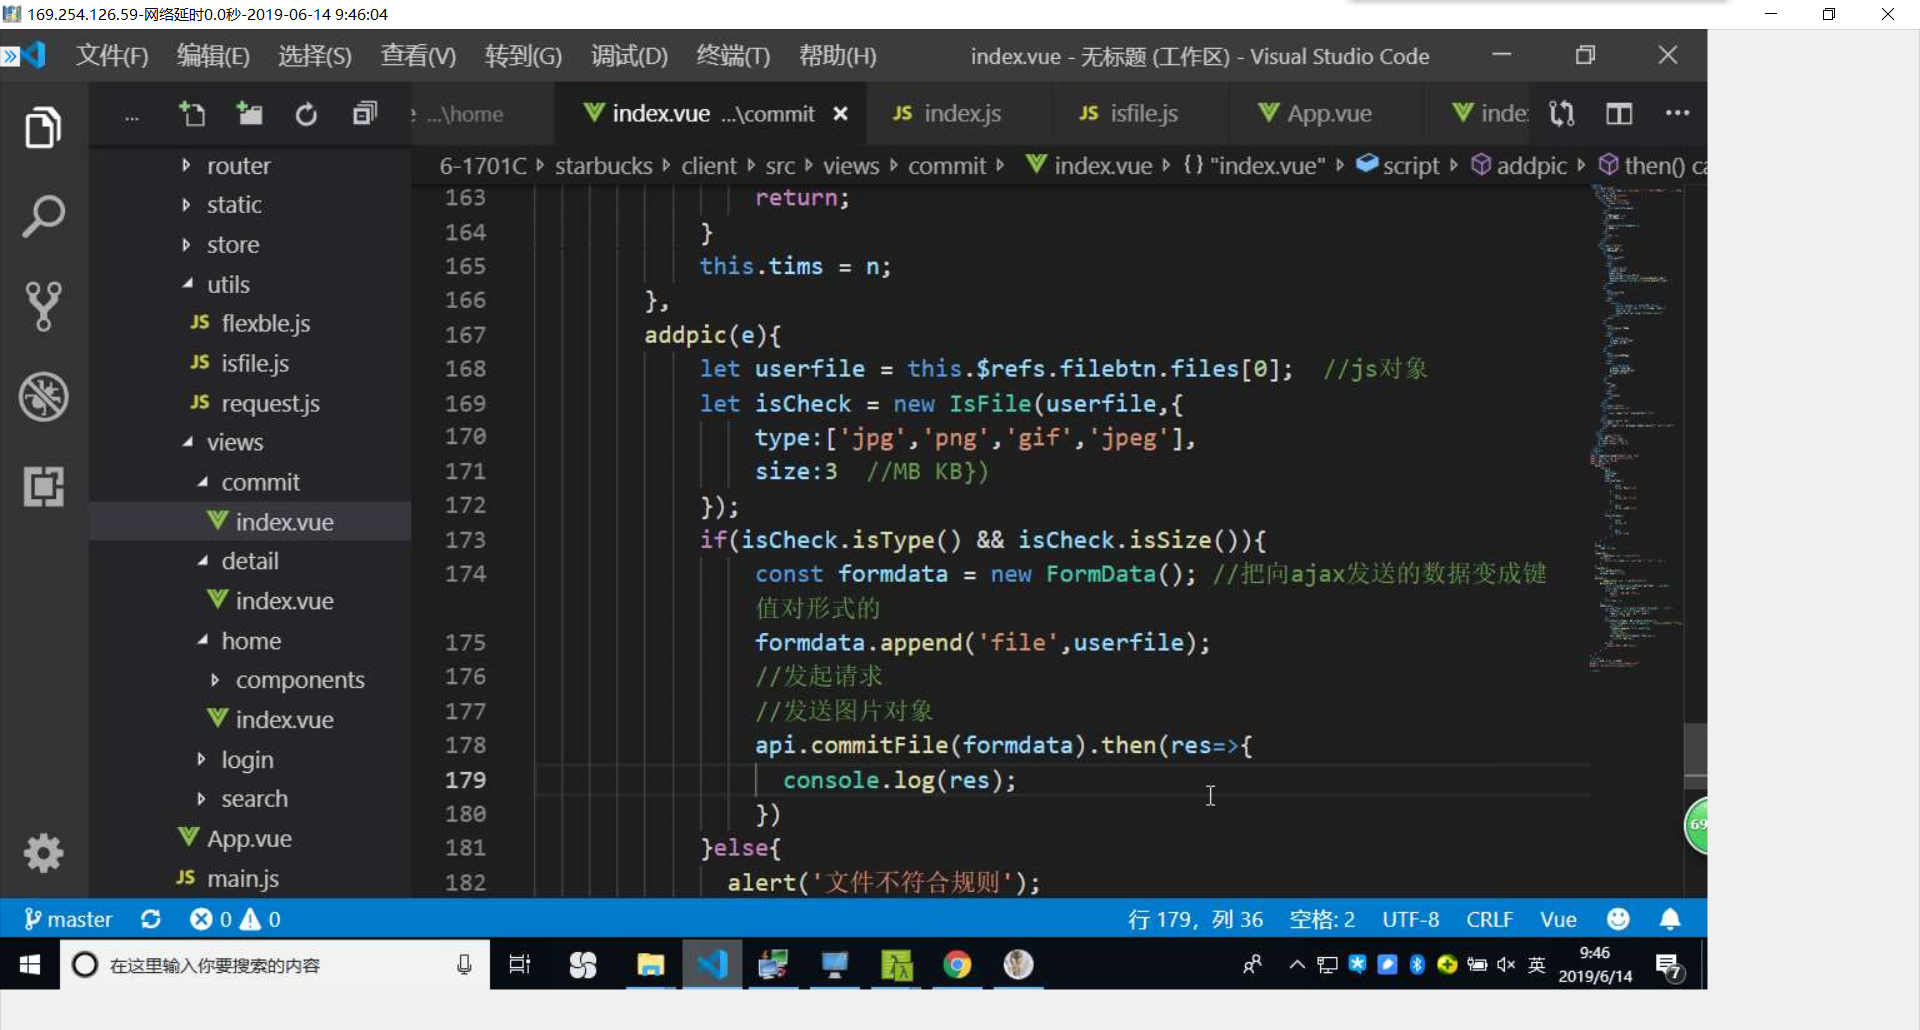 169.254.126.59-网络延时0.0秒-2019-06-14 9:46:04
文件(F) 编辑(E) 选择(S) 查看(V) 转到(G) 调试(D) 终端(T) 帮助(H) index.vue - 无标题 (工作区) - Visual Studio Code
... ...\home index.vue ...\commit JS index.js JS isfile.js App.vue inde
6-1701C starbucks client src views commit index.vue {} "index.vue" script addpic then() ca
router
static
store
utils
JS flexble.js
JS isfile.js
JS request.js
views
commit
index.vue
detail
index.vue
home
components
index.vue
login
search
App.vue
JS main.js
163 return;
164 }
165 this.tims = n;
166 },
167 addpic(e){
168 let userfile = this.$refs.filebtn.files[0]; //js对象
169 let isCheck = new IsFile(userfile,{
170 type:['jpg','png','gif','jpeg'],
171 size:3 //MB KB})
172 });
173 if(isCheck.isType() && isCheck.isSize()){
174 const formdata = new FormData(); //把向ajax发送的数据变成键
值对形式的
175 formdata.append('file',userfile);
176 //发起请求
177 //发送图片对象
178 api.commitFile(formdata).then(res=>{
179 console.log(res);
180 })
181 }else{
182 alert('文件不符合规则');
69
master 0 0 行 179，列 36 空格: 2 UTF-8 CRLF Vue
在这里输入你要搜索的内容
英
9:46
2019/6/14
7